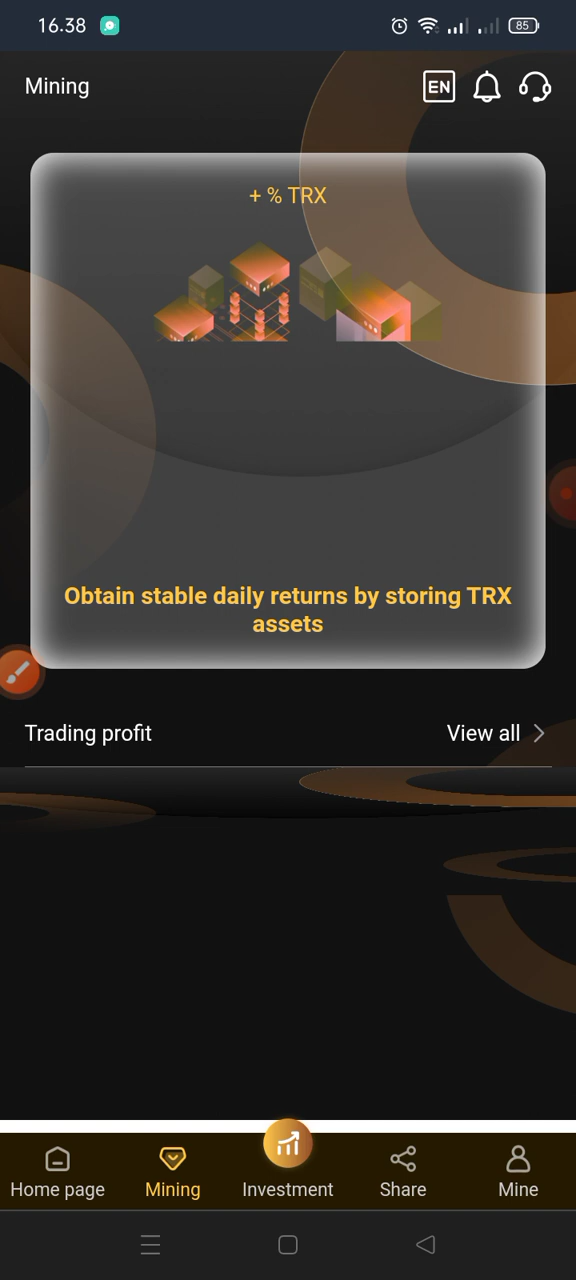 16.38
85
Mining
EN
+ % TRX
Obtain stable daily returns by storing TRX
assets
Trading profit
View all
Home page
Mining
Investment
Share
Mine